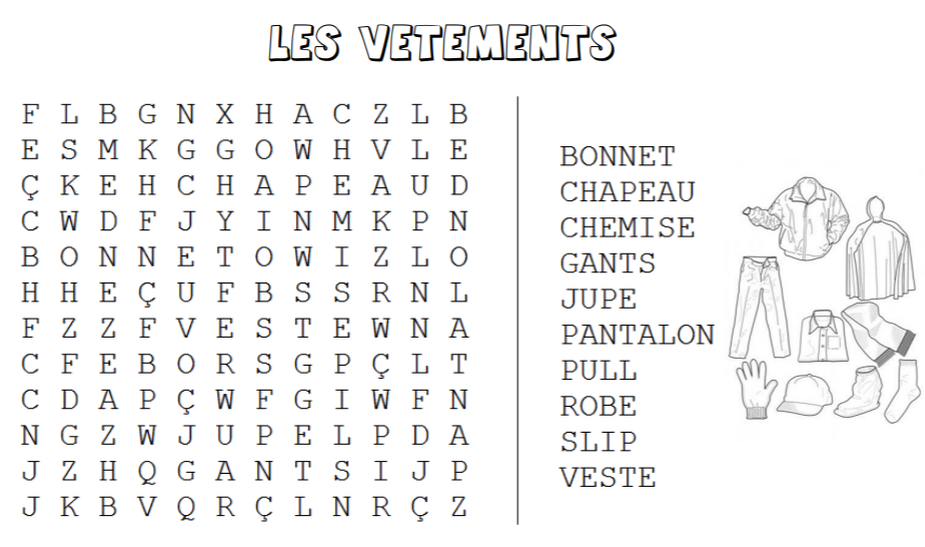 LES VETEMENTS
F L B G N X H A C Z L B
E S M K G G O W H V L E
Ç K E H C H A P E A U D
C W D F J Y I N M K P N
B O N N E T O W I Z L O
H H E Ç U F B S S R N L
F Z Z F V E S T E W N A
C F E B O R S G P Ç L T
C D A P Ç W F G I W F N
N G Z W J U P E L P D A
J Z H Q G A N T S I J P
J K B V Q R Ç L N R Ç Z
BONNET
CHAPEAU
CHEMISE
GANTS
JUPE
PANTALON
PULL
ROBE
SLIP
VESTE